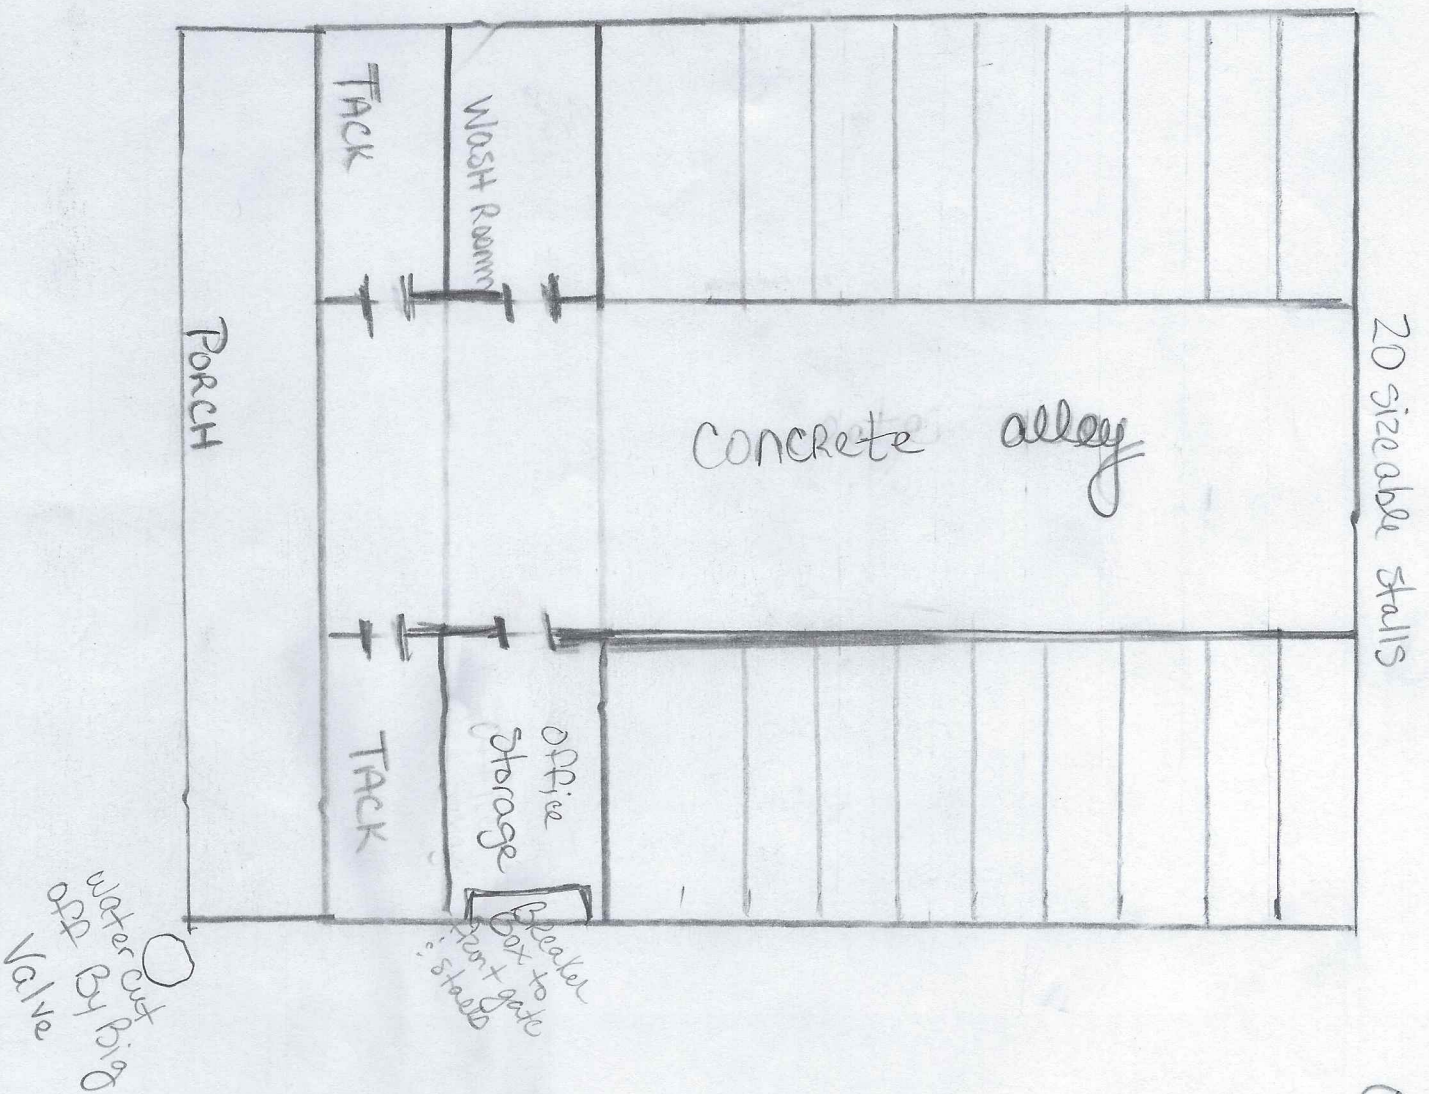 TACK
WASH ROOM
PORCH
CONCRete alley
20 sizeable stalls
TACK
office
storage
Breaker
Box to
front gate
& stalls
water cut
off By Big
Valve